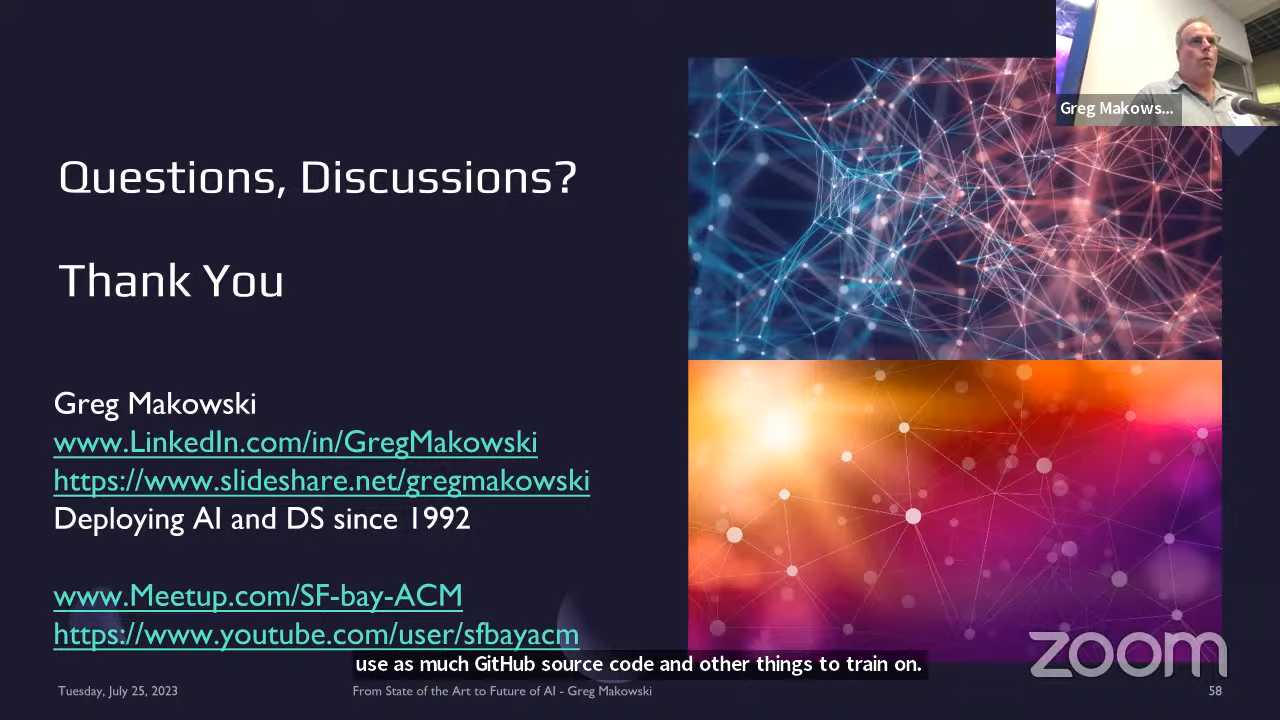 Greg Makows...
Questions, Discussions?
Thank You
Greg Makowski
www.LinkedIn.com/in/GregMakowski
https://www.slideshare.net/gregmakowski
Deploying AI and DS since 1992
www.Meetup.com/SF-bay-ACM
https://www.youtube.com/user/sfbayacm
use as much GitHub source code and other things to train on.
zoom
Tuesday, July 25, 2023
From State of the Art to Future of AI - Greg Makowski
58